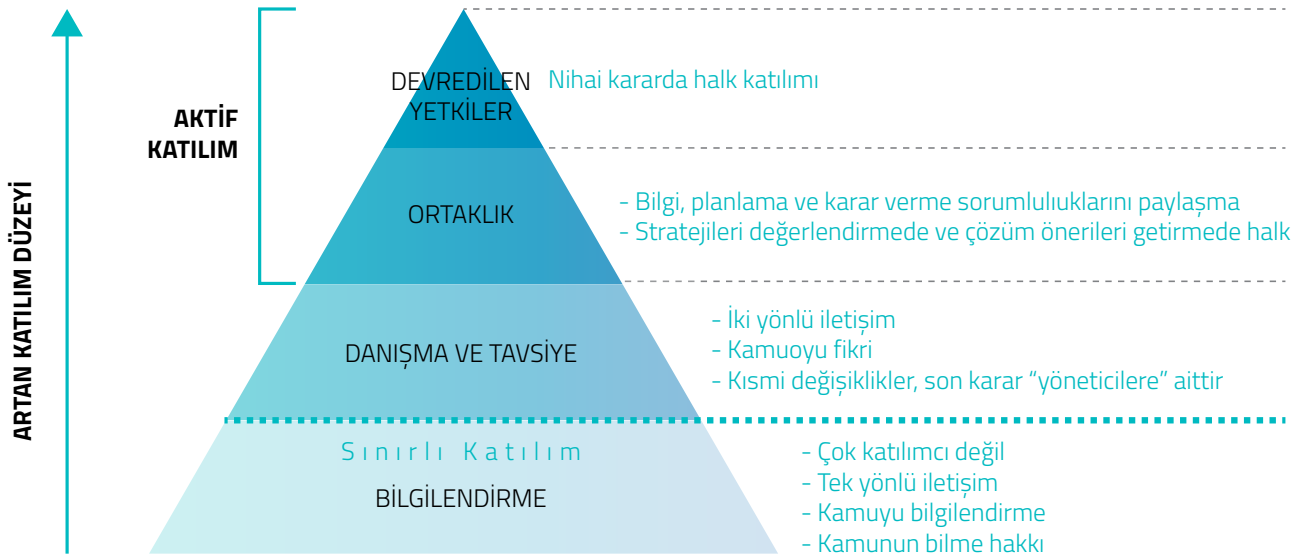 ARTAN KATILIM DÜZEYİ
AKTİF
KATILIM
DEVREDİLEN
YETKİLER
Nihai kararda halk katılımı
ORTAKLIK
- Bilgi, planlama ve karar verme sorumlulıuklarını paylaşma
- Stratejileri değerlendirmede ve çözüm önerileri getirmede halk
DANIŞMA VE TAVSİYE
- İki yönlü iletişim
- Kamuoyu fikri
- Kısmi değişiklikler, son karar “yöneticilere” aittir
Sınırlı Katılım
BİLGİLENDİRME
- Çok katılımcı değil
- Tek yönlü iletişim
- Kamuyu bilgilendirme
- Kamunun bilme hakkı